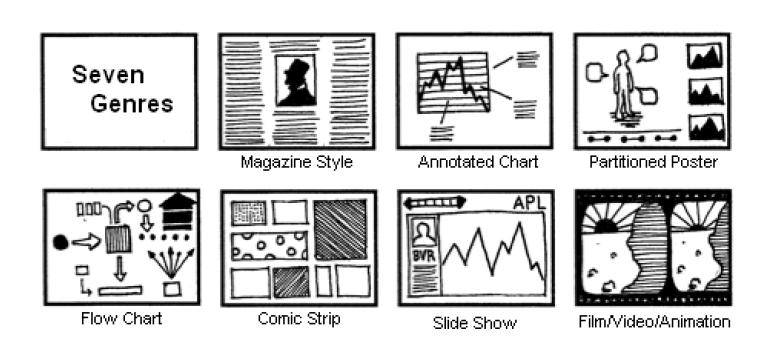 Seven
Genres
Magazine Style
Annotated Chart
Partitioned Poster
APL
BVR
Flow Chart
Comic Strip
Slide Show
Film/Video/Animation